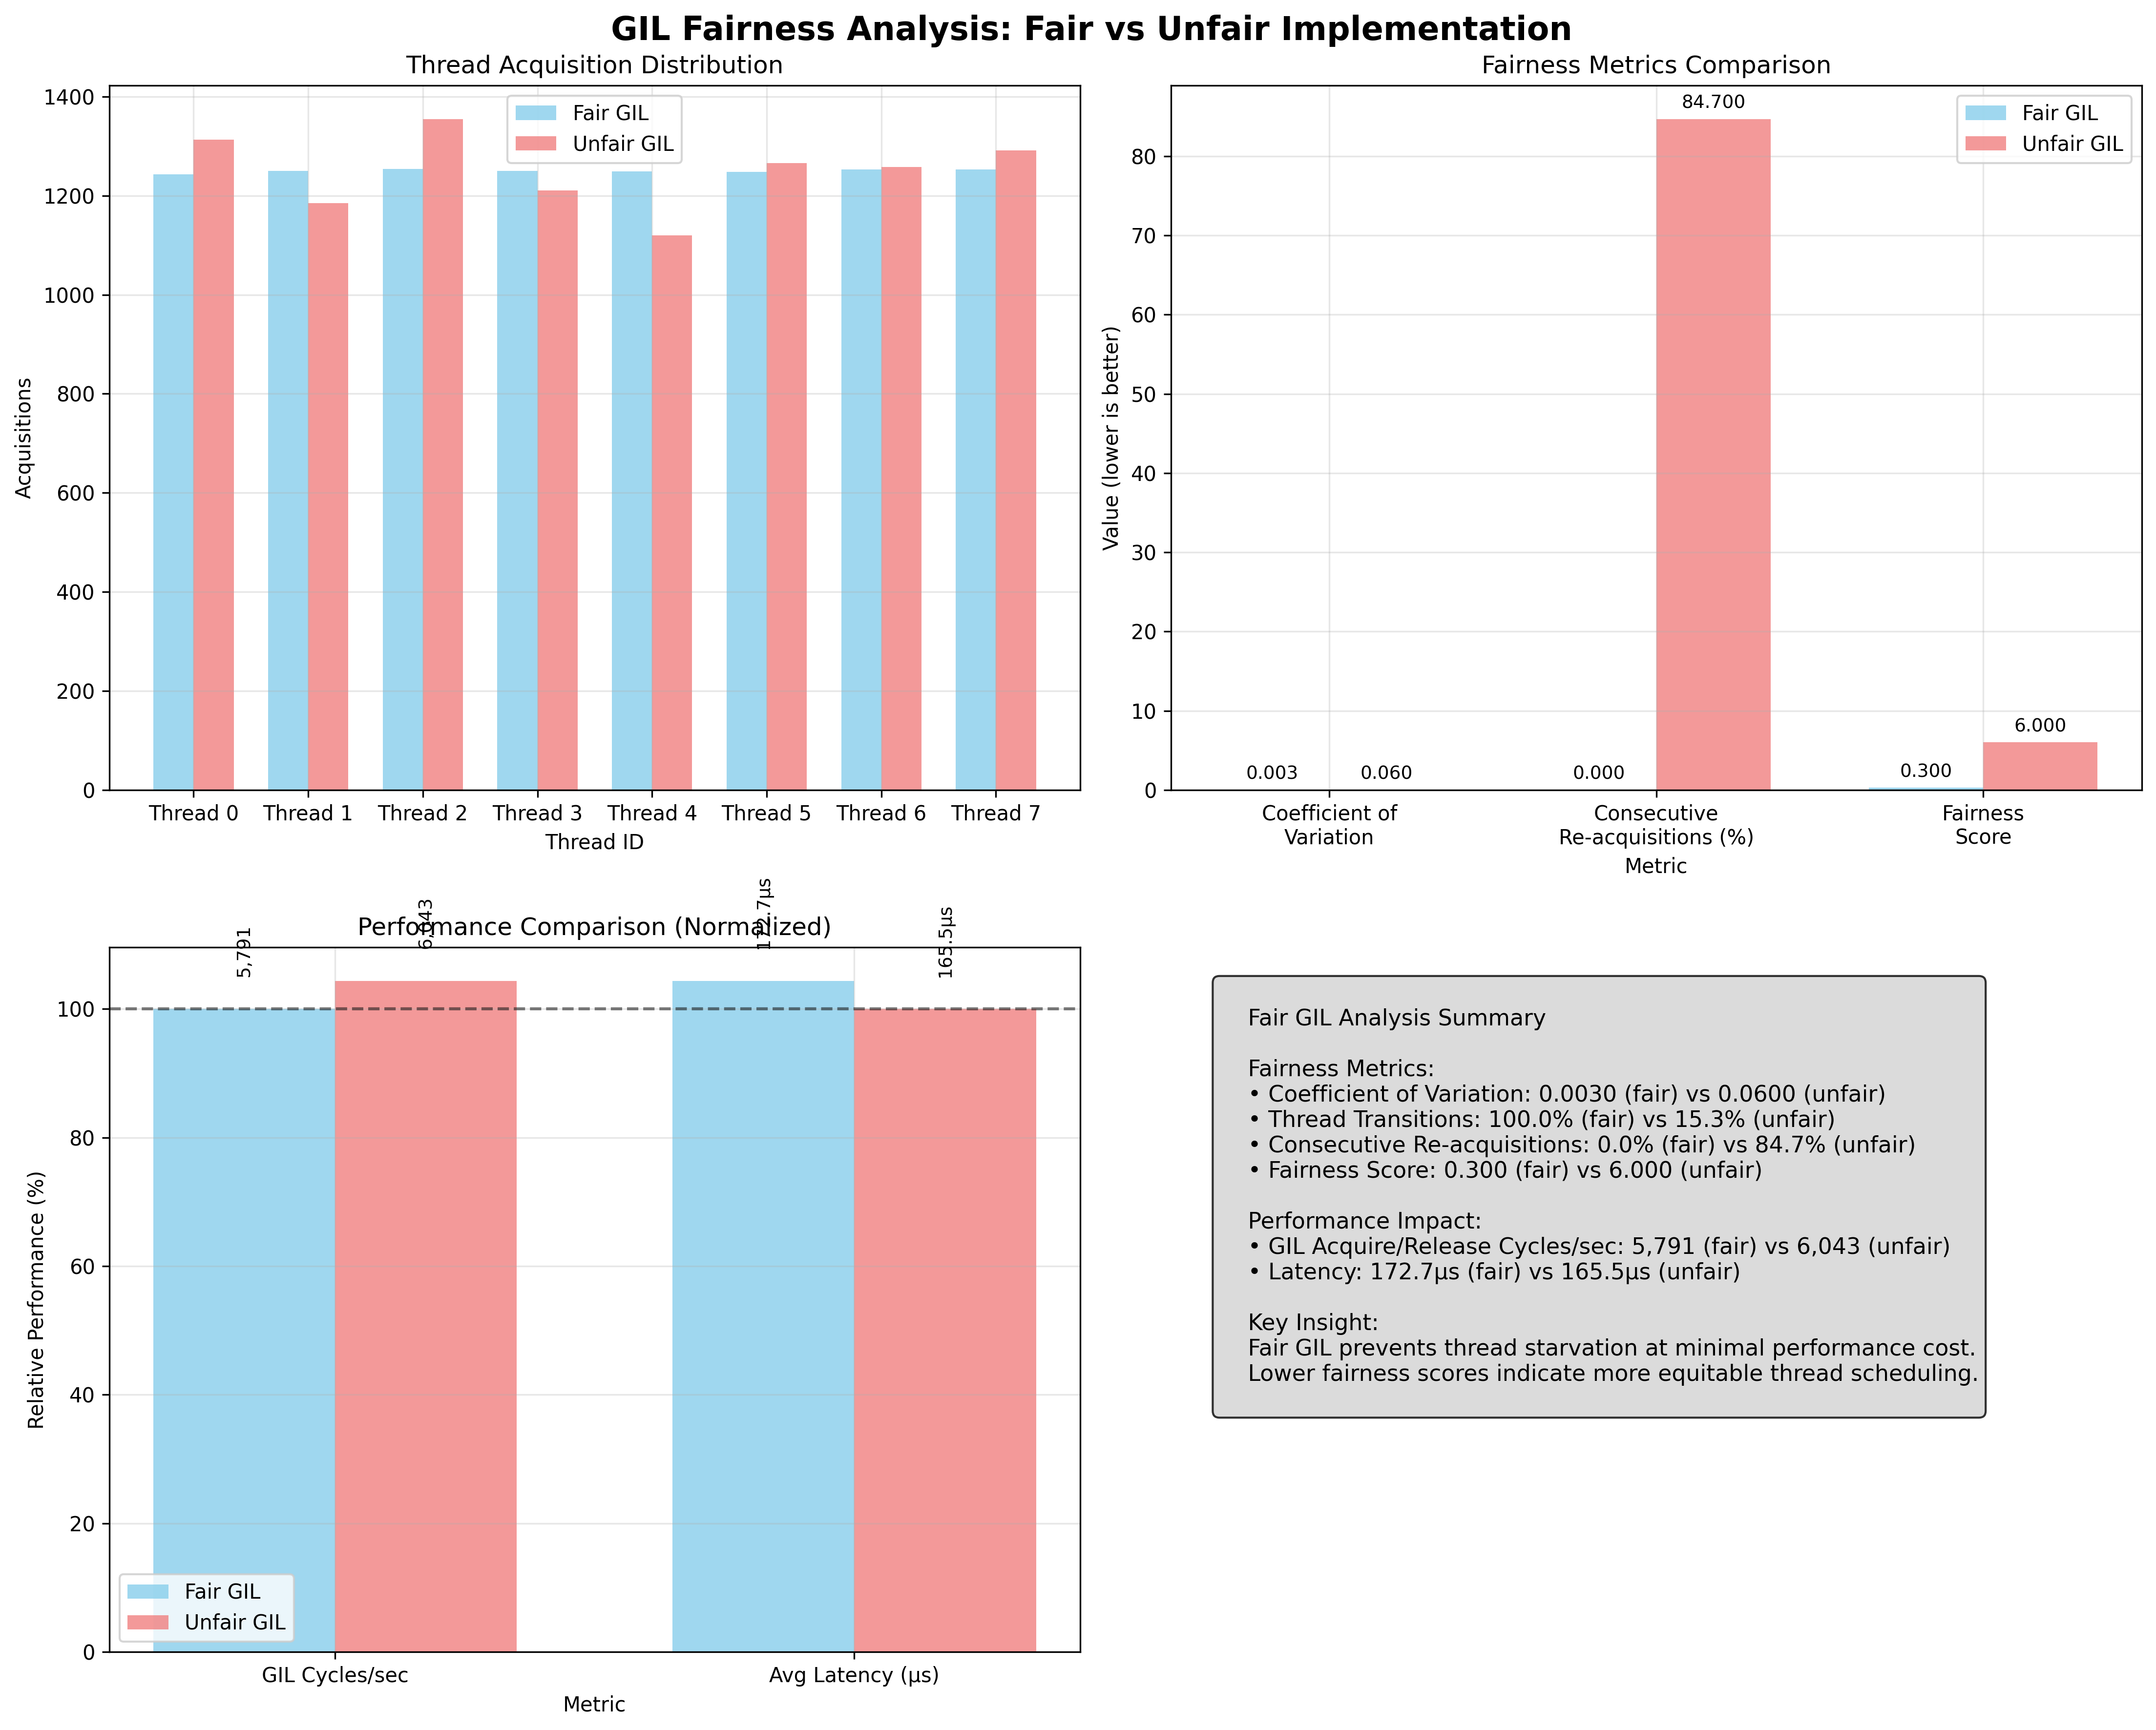 GIL Fairness Analysis: Fair vs Unfair Implementation
Thread Acquisition Distribution
Acquisitions
1400
1200
1000
800
600
400
200
0
Fair GIL
Unfair GIL
Thread 0
Thread 1
Thread 2
Thread 3
Thread 4
Thread 5
Thread 6
Thread 7
Thread ID
Fairness Metrics Comparison
Value (lower is better)
80
70
60
50
40
30
20
10
0
Fair GIL
Unfair GIL
0.003
0.060
0.000
84.700
0.300
6.000
Coefficient of
Variation
Consecutive
Re-acquisitions (%)
Fairness
Score
Metric
Performance Comparison (Normalized)
Relative Performance (%)
100
80
60
40
20
0
5,791
6,043
172.7μs
165.5μs
Fair GIL
Unfair GIL
GIL Cycles/sec
Avg Latency (μs)
Metric
Fair GIL Analysis Summary
Fairness Metrics:
• Coefficient of Variation: 0.0030 (fair) vs 0.0600 (unfair)
• Thread Transitions: 100.0% (fair) vs 15.3% (unfair)
• Consecutive Re-acquisitions: 0.0% (fair) vs 84.7% (unfair)
• Fairness Score: 0.300 (fair) vs 6.000 (unfair)
Performance Impact:
• GIL Acquire/Release Cycles/sec: 5,791 (fair) vs 6,043 (unfair)
• Latency: 172.7μs (fair) vs 165.5μs (unfair)
Key Insight:
Fair GIL prevents thread starvation at minimal performance cost.
Lower fairness scores indicate more equitable thread scheduling.